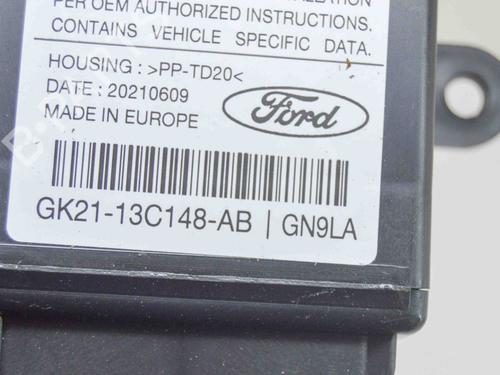 PER OEM AUTHORIZED INSTRUCTIONS.
CONTAINS VEHICLE SPECIFIC DATA.
HOUSING : >PP-TD20<
DATE : 20210609
MADE IN EUROPE
Ford
GK21-13C148-AB | GN9LA